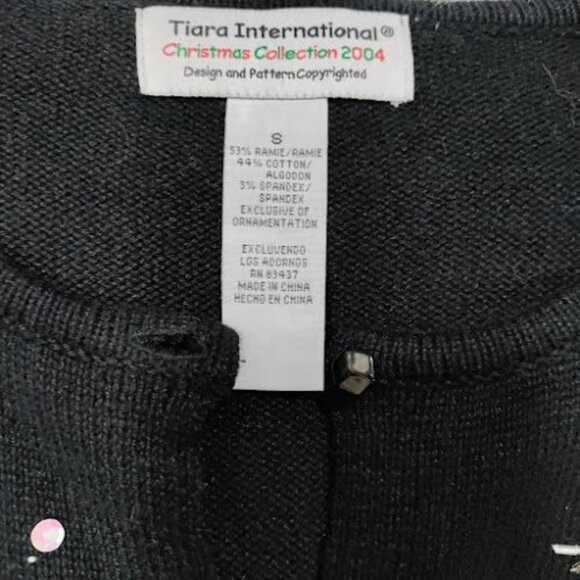 Tiara International®
Christmas Collection 2004
Design and Pattern Copyrighted
S
53% RAMIE/RAMIE
44% COTTON/
ALGODON
3% SPANDEX/
SPANDEX
EXCLUSIVE OF
ORNAMENTATION
EXCLUYENDO
LOS ADORNOS
RN 83437
MADE IN CHINA
HECHO EN CHINA